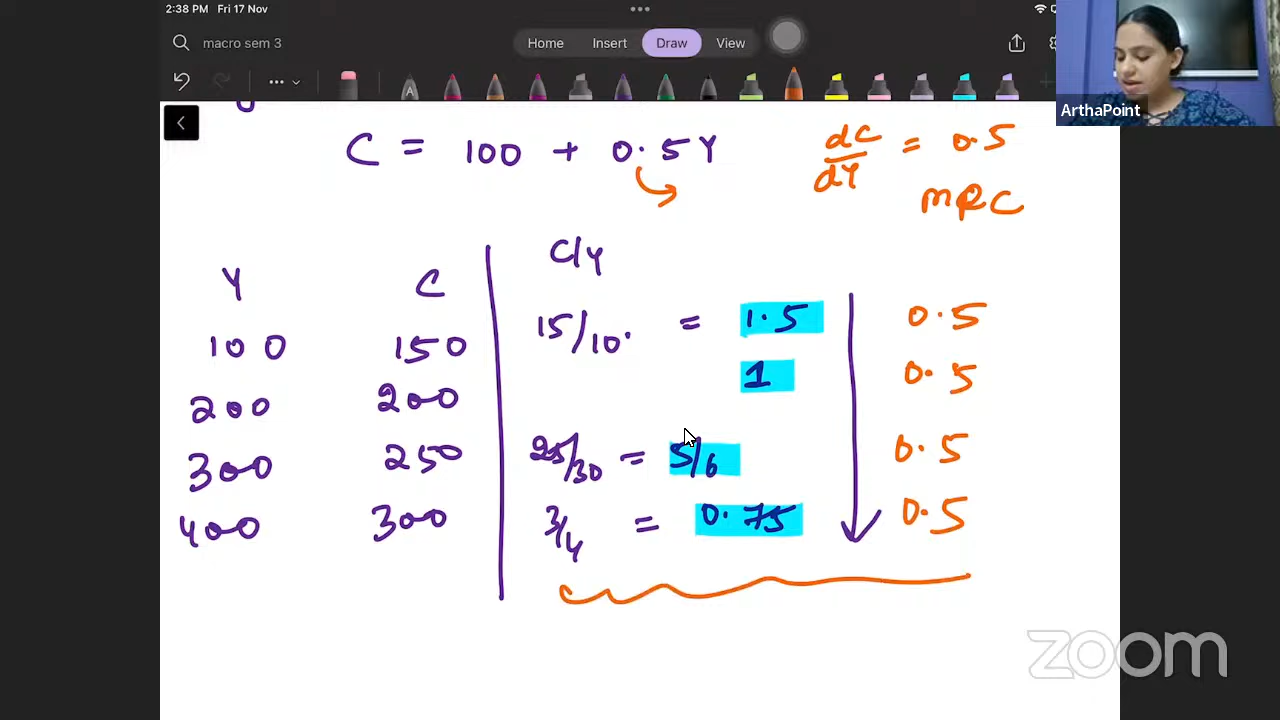 2:38 PM Fri 17 Nov
macro sem 3
Home Insert Draw View
A
ArthaPoint
C = 100 + 0.5Y
dC/dY = 0.5
MPC
Y C C/Y
100 150 15/10 = 1.5 0.5
200 200 1 0.5
300 250 25/30 = 5/6 0.5
400 300 3/4 = 0.75 0.5
zoom